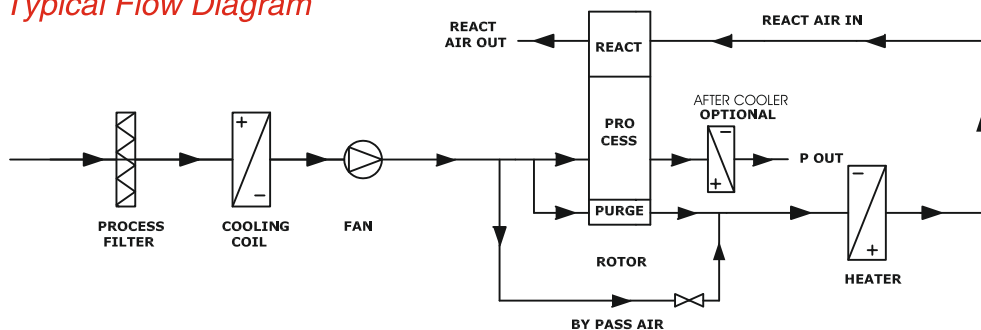 Typical Flow Diagram
REACT AIR IN
REACT
AIR OUT
REACT
AFTER COOLER
OPTIONAL
PRO
CESS
+
−
−
+
P OUT
−
+
PURGE
PROCESS
FILTER
COOLING
COIL
FAN
ROTOR
HEATER
BY PASS AIR